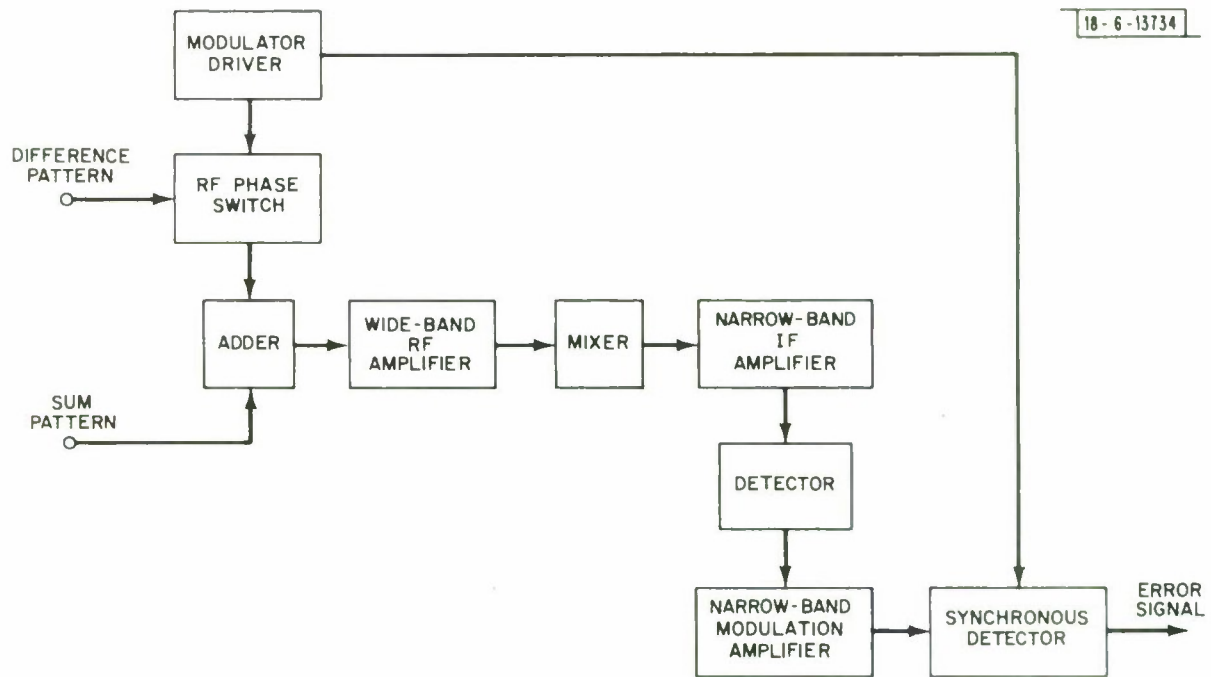 18-6-13734
MODULATOR
DRIVER
DIFFERENCE
PATTERN
RF PHASE
SWITCH
ADDER
WIDE-BAND
RF
AMPLIFIER
MIXER
NARROW-BAND
IF
AMPLIFIER
SUM
PATTERN
DETECTOR
NARROW-BAND
MODULATION
AMPLIFIER
SYNCHRONOUS
DETECTOR
ERROR
SIGNAL